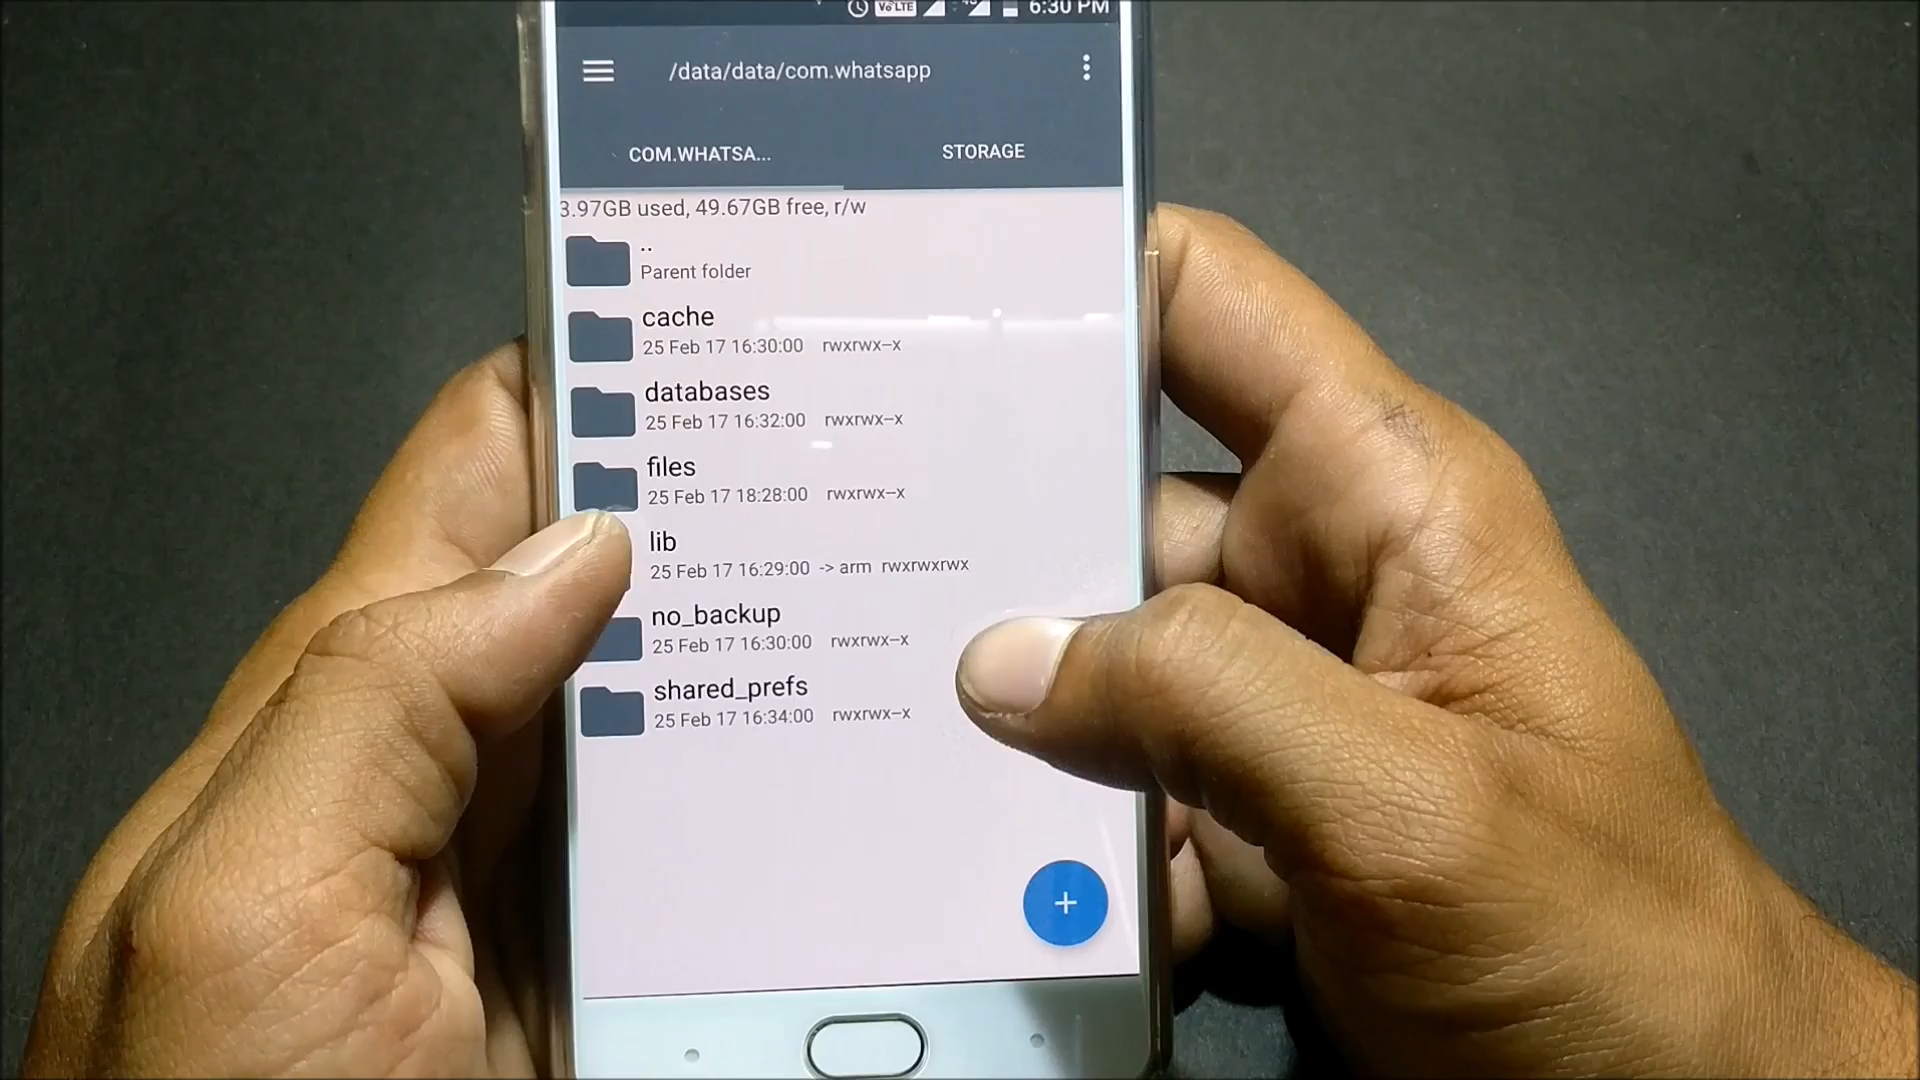 VoLTE 4G 6:30 PM
/data/data/com.whatsapp
COM.WHATSA... STORAGE
3.97GB used, 49.67GB free, r/w
..
Parent folder
cache
25 Feb 17 16:30:00 rwxrwx--x
databases
25 Feb 17 16:32:00 rwxrwx--x
files
25 Feb 17 18:28:00 rwxrwx--x
lib
25 Feb 17 16:29:00 -> arm rwxrwxrwx
no_backup
25 Feb 17 16:30:00 rwxrwx--x
shared_prefs
25 Feb 17 16:34:00 rwxrwx--x
+